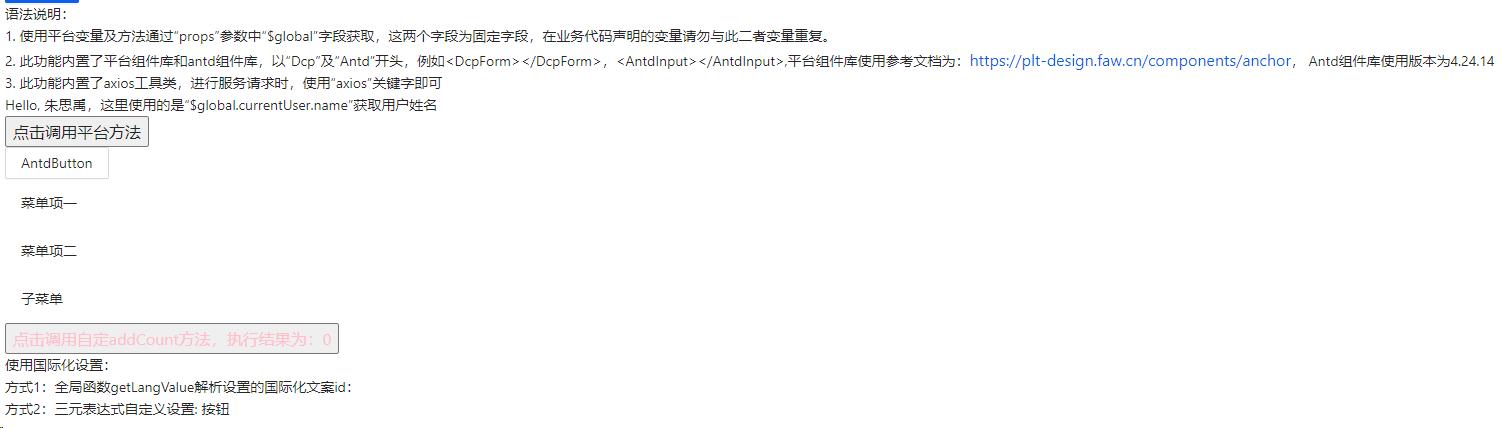 语法说明：
1. 使用平台变量及方法通过“props”参数中“$global”字段获取，这两个字段为固定字段，在业务代码声明的变量请勿与此二者变量重复。
2. 此功能内置了平台组件库和antd组件库，以“Dcp”及“Antd”开头，例如<DcpForm></DcpForm>，<AntdInput></AntdInput>,平台组件库使用参考文档为：https://plt-design.faw.cn/components/anchor， Antd组件库使用版本为4.24.14
3. 此功能内置了axios工具类，进行服务请求时，使用“axios”关键字即可
Hello, 朱思甫，这里使用的是“$global.currentUser.name”获取用户姓名
点击调用平台方法
AntdButton
菜单项一
菜单项二
子菜单
点击调用自定addCount方法，执行结果为：0
使用国际化设置：
方式1：全局函数getLangValue解析设置的国际化文案id：
方式2：三元表达式自定义设置: 按钮